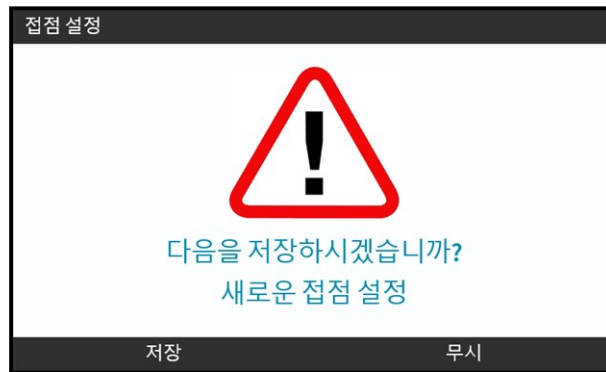 접점 설정
다음을 저장하시겠습니까?
새로운 접점 설정
저장 무시